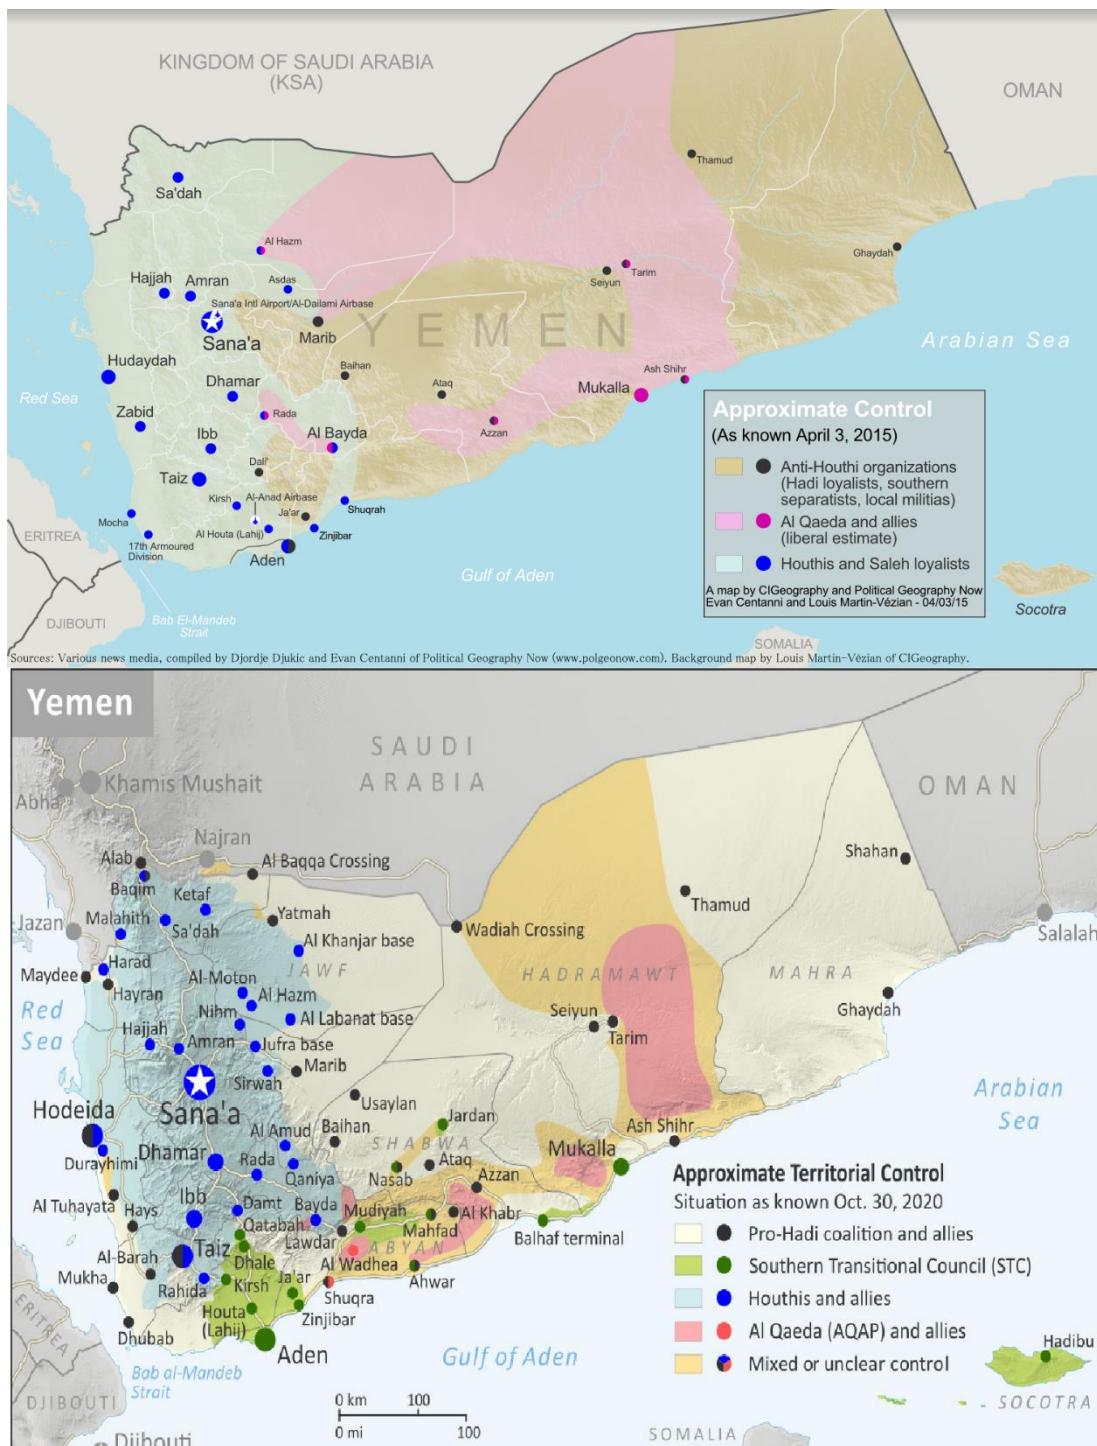 KINGDOM OF SAUDI ARABIA
(KSA)
OMAN
Thamud
Sa'dah
Ghaydah
Al Hazm
Tarim
Seiyun
Hajjah
Amran
Asdas
Sana'a Intl Airport/Al-Dailami Airbase
Sana'a
Marib
YEMEN
Arabian Sea
Hudaydah
Baihan
Dhamar
Ataq
Mukalla
Ash Shihr
Red Sea
Zabid
Rada
Azzan
Ibb
Al Bayda
Dali'
Taiz
Kirsh
Al-Anad Airbase
Shuqrah
Ja'ar
Mocha
Al Houta (Lahij)
Zinjibar
17th Armoured
Division
Aden
ERITREA
Gulf of Aden
DJIBOUTI
Bab El-Mandeb
Strait
SOMALIA
Socotra
Approximate Control
(As known April 3, 2015)
Anti-Houthi organizations
(Hadi loyalists, southern
separatists, local militias)
Al Qaeda and allies
(liberal estimate)
Houthis and Saleh loyalists
A map by CIGeography and Political Geography Now
Evan Centanni and Louis Martin-Vézian - 04/03/15
Sources: Various news media, compiled by Djordje Djukic and Evan Centanni of Political Geography Now (www.polgeonow.com). Background map by Louis Martin-Vézian of CIGeography.
Yemen
SAUDI
ARABIA
OMAN
Khamis Mushait
Abha
Najran
Alab
Al Baqqa Crossing
Shahan
Baqim
Ketaf
Thamud
Jazan
Malahith
Sa'dah
Yatmah
Wadiah Crossing
Salalah
Al Khanjar base
JAWF
HADRAMAWT
MAHRA
Maydee
Harad
Al-Moton
Hayran
Al Hazm
Ghaydah
Red
Sea
Nihm
Al Labanat base
Seiyun
Tarim
Hajjah
Amran
Jufra base
Marib
Sirwah
Sana'a
Arabian
Sea
Usaylan
Hodeida
Al Amud
Baihan
Jardan
Ash Shihr
SHABWA
Durayhimi
Dhamar
Rada
Ataq
Mukalla
Qaniya
Nasab
Azzan
Al Tuhayta
Hays
Ibb
Damt
Bayda
Mudiyah
Mahfad
Al Khabr
Qatabah
Lawdar
ABYAN
Balhaf terminal
Al-Barah
Taiz
Dhale
Al Wadhea
Mukha
Rahida
Kirsh
Ja'ar
Shuqra
Ahwar
Houta
(Lahij)
Zinjibar
Dhubab
Aden
ERITREA
Bab al-Mandeb
Strait
Gulf of Aden
DJIBOUTI
Djibouti
0 km 100
0 mi 100
SOMALIA
Hadibu
SOCOTRA
Approximate Territorial Control
Situation as known Oct. 30, 2020
Pro-Hadi coalition and allies
Southern Transitional Council (STC)
Houthis and allies
Al Qaeda (AQAP) and allies
Mixed or unclear control